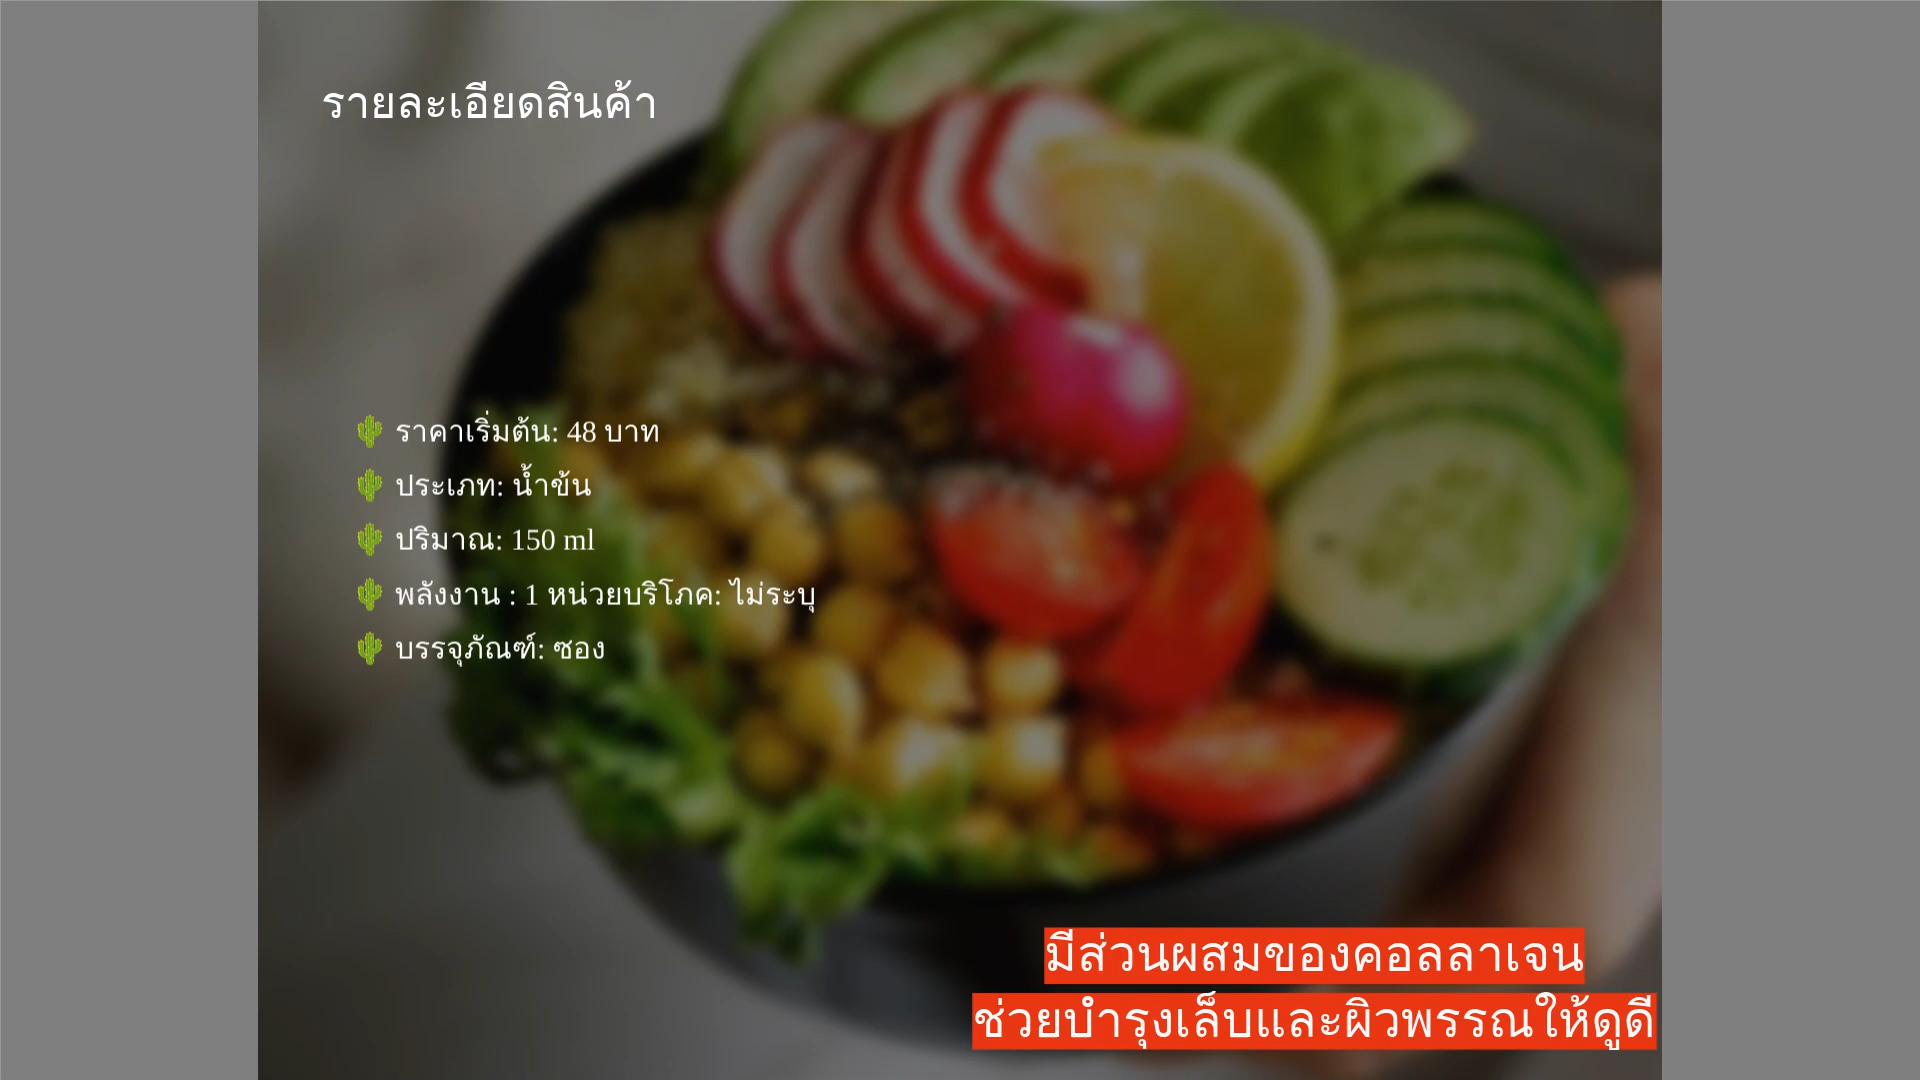 รายละเอียดสินค้า
🌵 ราคาเริ่มต้น: 48 บาท
🌵 ประเภท: น้ำข้น
🌵 ปริมาณ: 150 ml
🌵 พลังงาน : 1 หน่วยบริโภค: ไม่ระบุ
🌵 บรรจุภัณฑ์: ซอง
มีส่วนผสมของคอลลาเจน
ช่วยบำรุงเล็บและผิวพรรณให้ดูดี